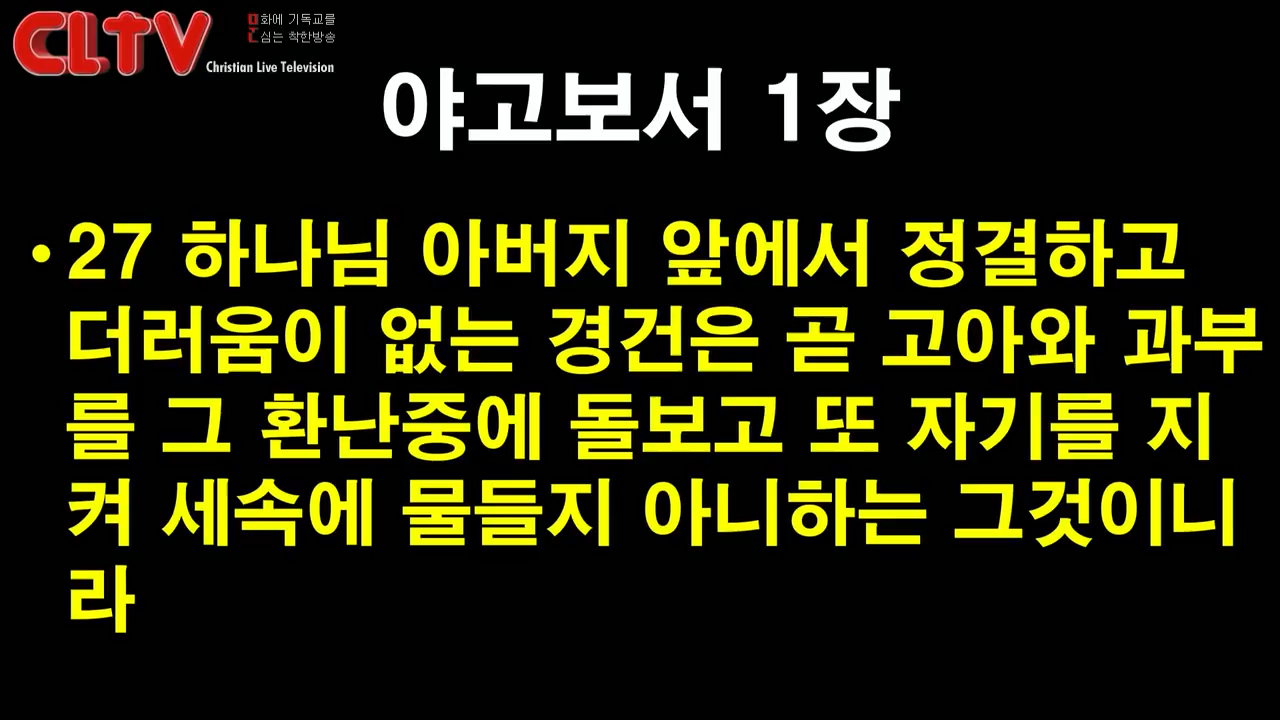 CLTV
문화에 기독교를
심는 착한방송
Christian Live Television
야고보서 1장
• 27 하나님 아버지 앞에서 정결하고
더러움이 없는 경건은 곧 고아와 과부
를 그 환난중에 돌보고 또 자기를 지
켜 세속에 물들지 아니하는 그것이니
라